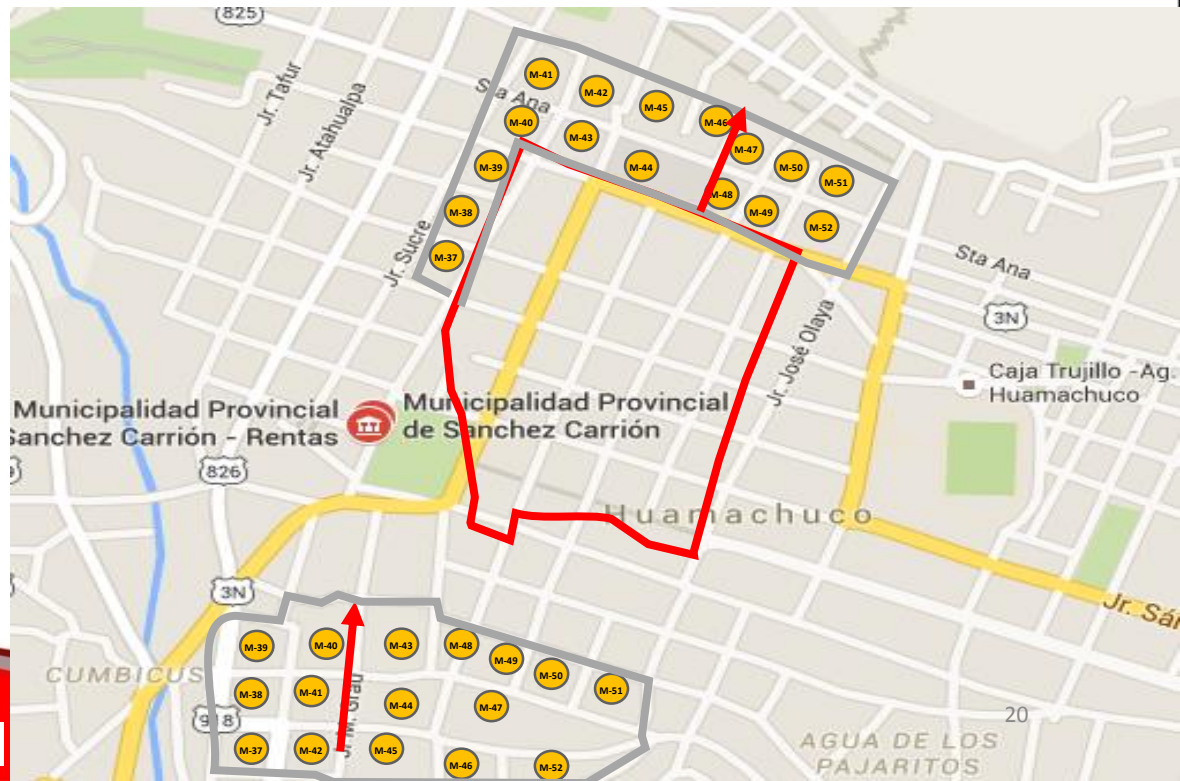 825
Jr. Tafur
Jr. Atahualpa
Sta Ana
M-41
M-42
M-45
M-46
M-40
M-43
M-47
M-39
M-44
M-50
M-51
M-48
M-38
M-49
M-52
M-37
Jr. Sucre
Sta Ana
3N
Jr. José Olaya
Caja Trujillo -Ag.
Huamachuco
Municipalidad Provincial
Sanchez Carrión - Rentas
Municipalidad Provincial
de Sanchez Carrión
826
Huamachuco
3N
Jr. Sár
CUMBICUS
M-39
M-40
M-43
M-48
M-49
M-50
M-51
M-38
M-41
M-44
M-47
918
Jr. M. Grau
M-37
M-42
M-45
M-46
M-52
20
AGUA DE LOS
PAJARITOS